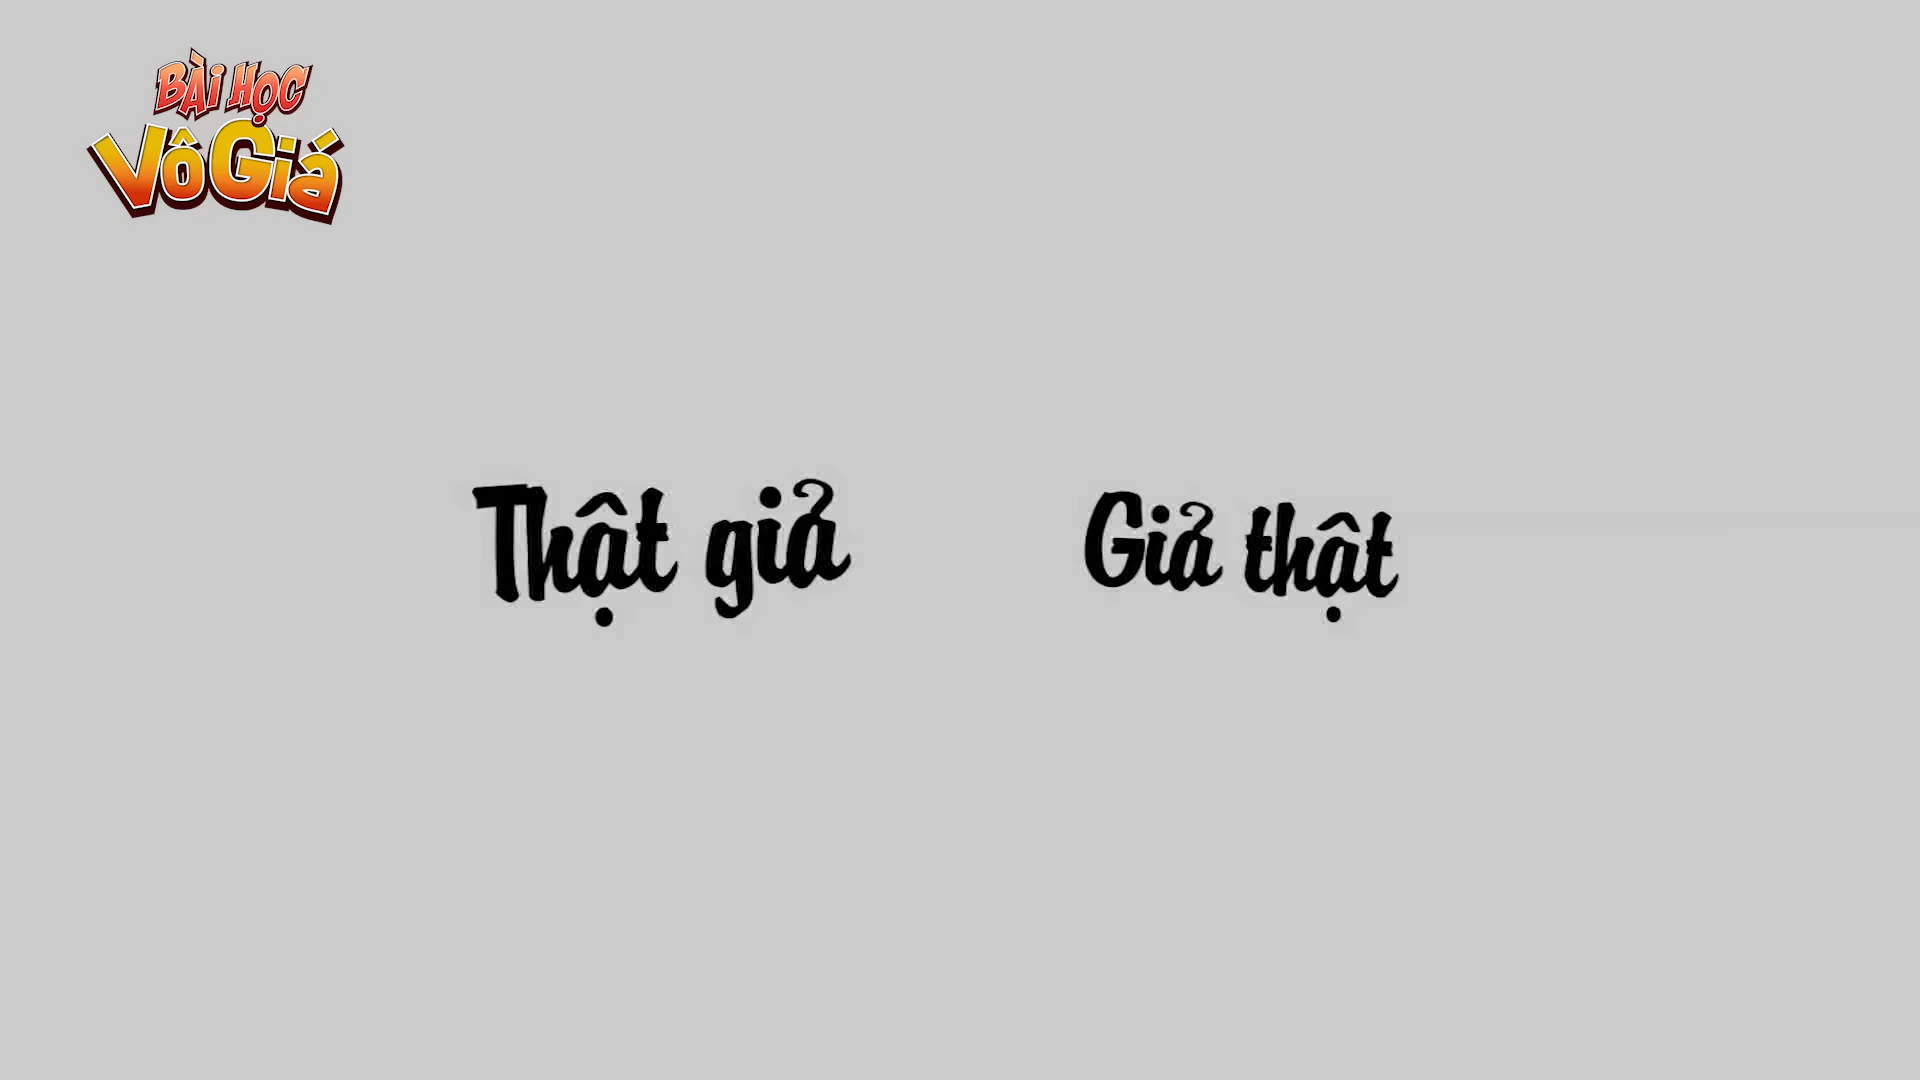 BÀI HỌC
Vô Giá
Thật giả
Giả thật